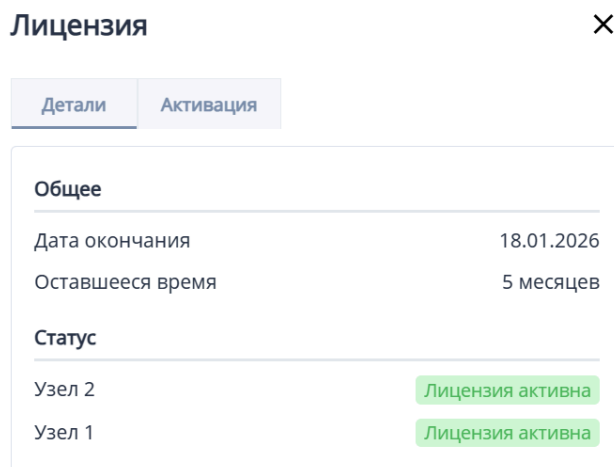 Лицензия
Детали Активация
Общее
Дата окончания 18.01.2026
Оставшееся время 5 месяцев
Статус
Узел 2 Лицензия активна
Узел 1 Лицензия активна